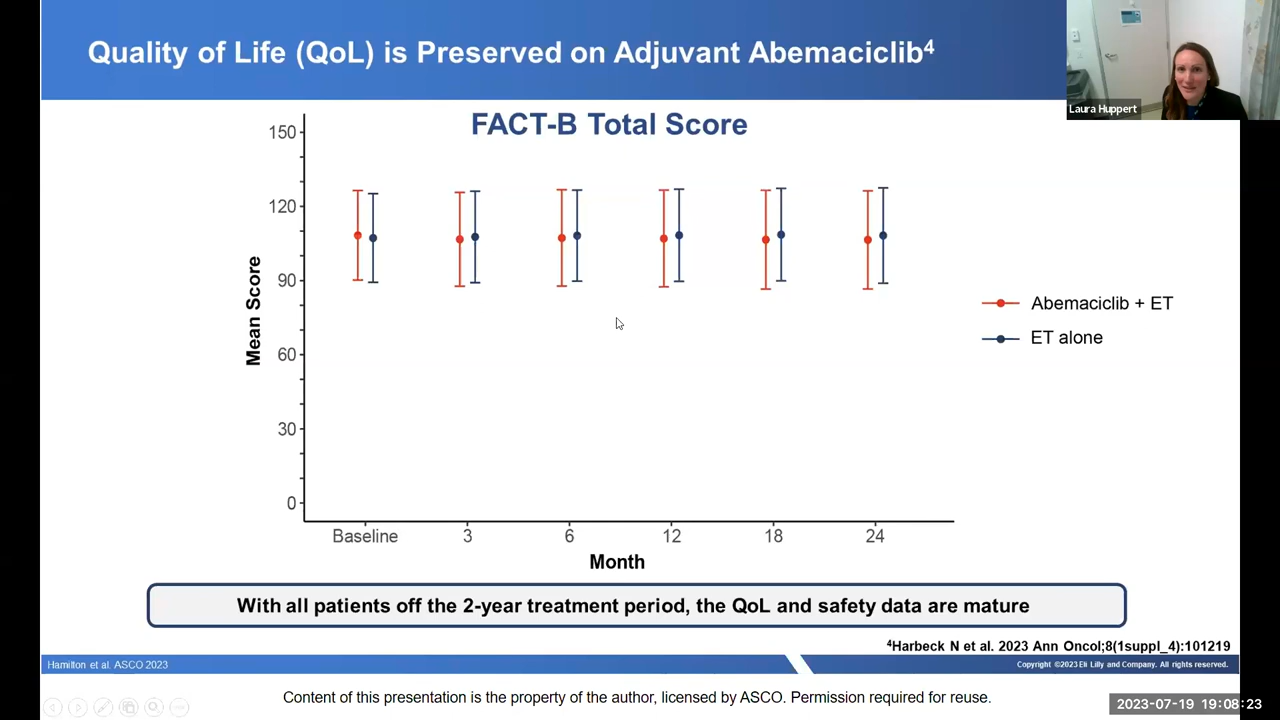 Quality of Life (QoL) is Preserved on Adjuvant Abemaciclib⁴
Laura Huppert
FACT-B Total Score
150
120
90
60
30
0
Mean Score
Baseline 3 6 12 18 24
Month
Abemaciclib + ET
ET alone
With all patients off the 2-year treatment period, the QoL and safety data are mature
⁴Harbeck N et al. 2023 Ann Oncol;8(1suppl_4):101219
Hamilton et al. ASCO 2023
Copyright ©2023 Eli Lilly and Company. All rights reserved.
Content of this presentation is the property of the author, licensed by ASCO. Permission required for reuse.
2023-07-19 19:08:23